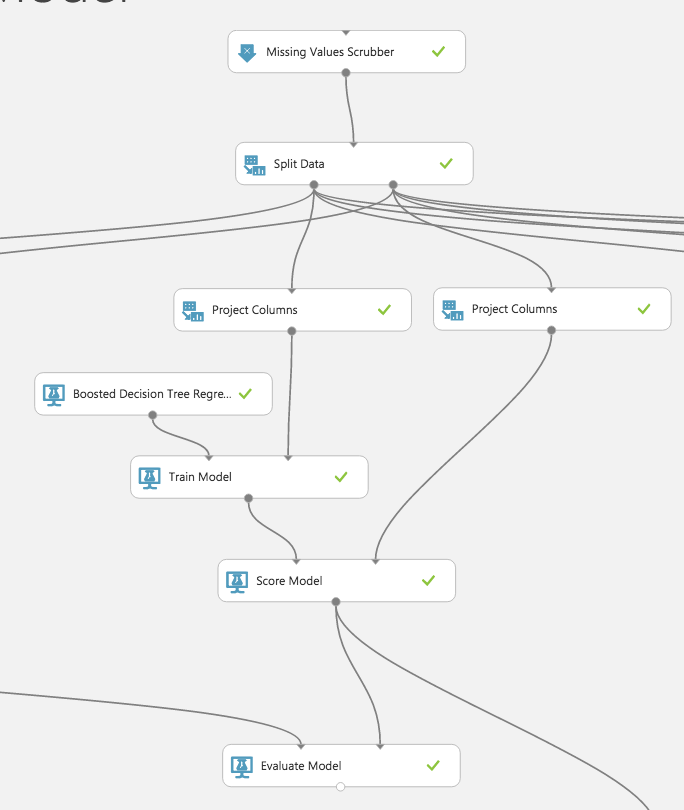 Missing Values Scrubber
Split Data
Project Columns
Project Columns
Boosted Decision Tree Regre...
Train Model
Score Model
Evaluate Model